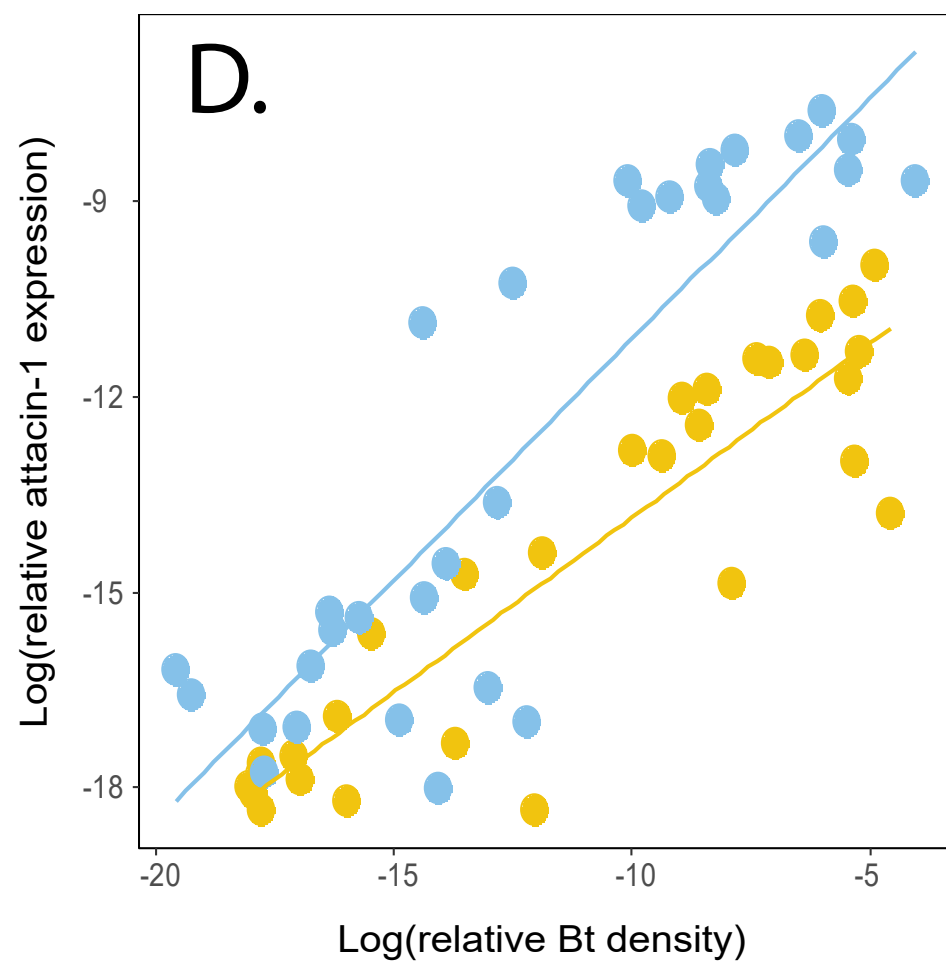 D.
Log(relative attacin-1 expression)
-9
-12
-15
-18
-20 -15 -10 -5
Log(relative Bt density)